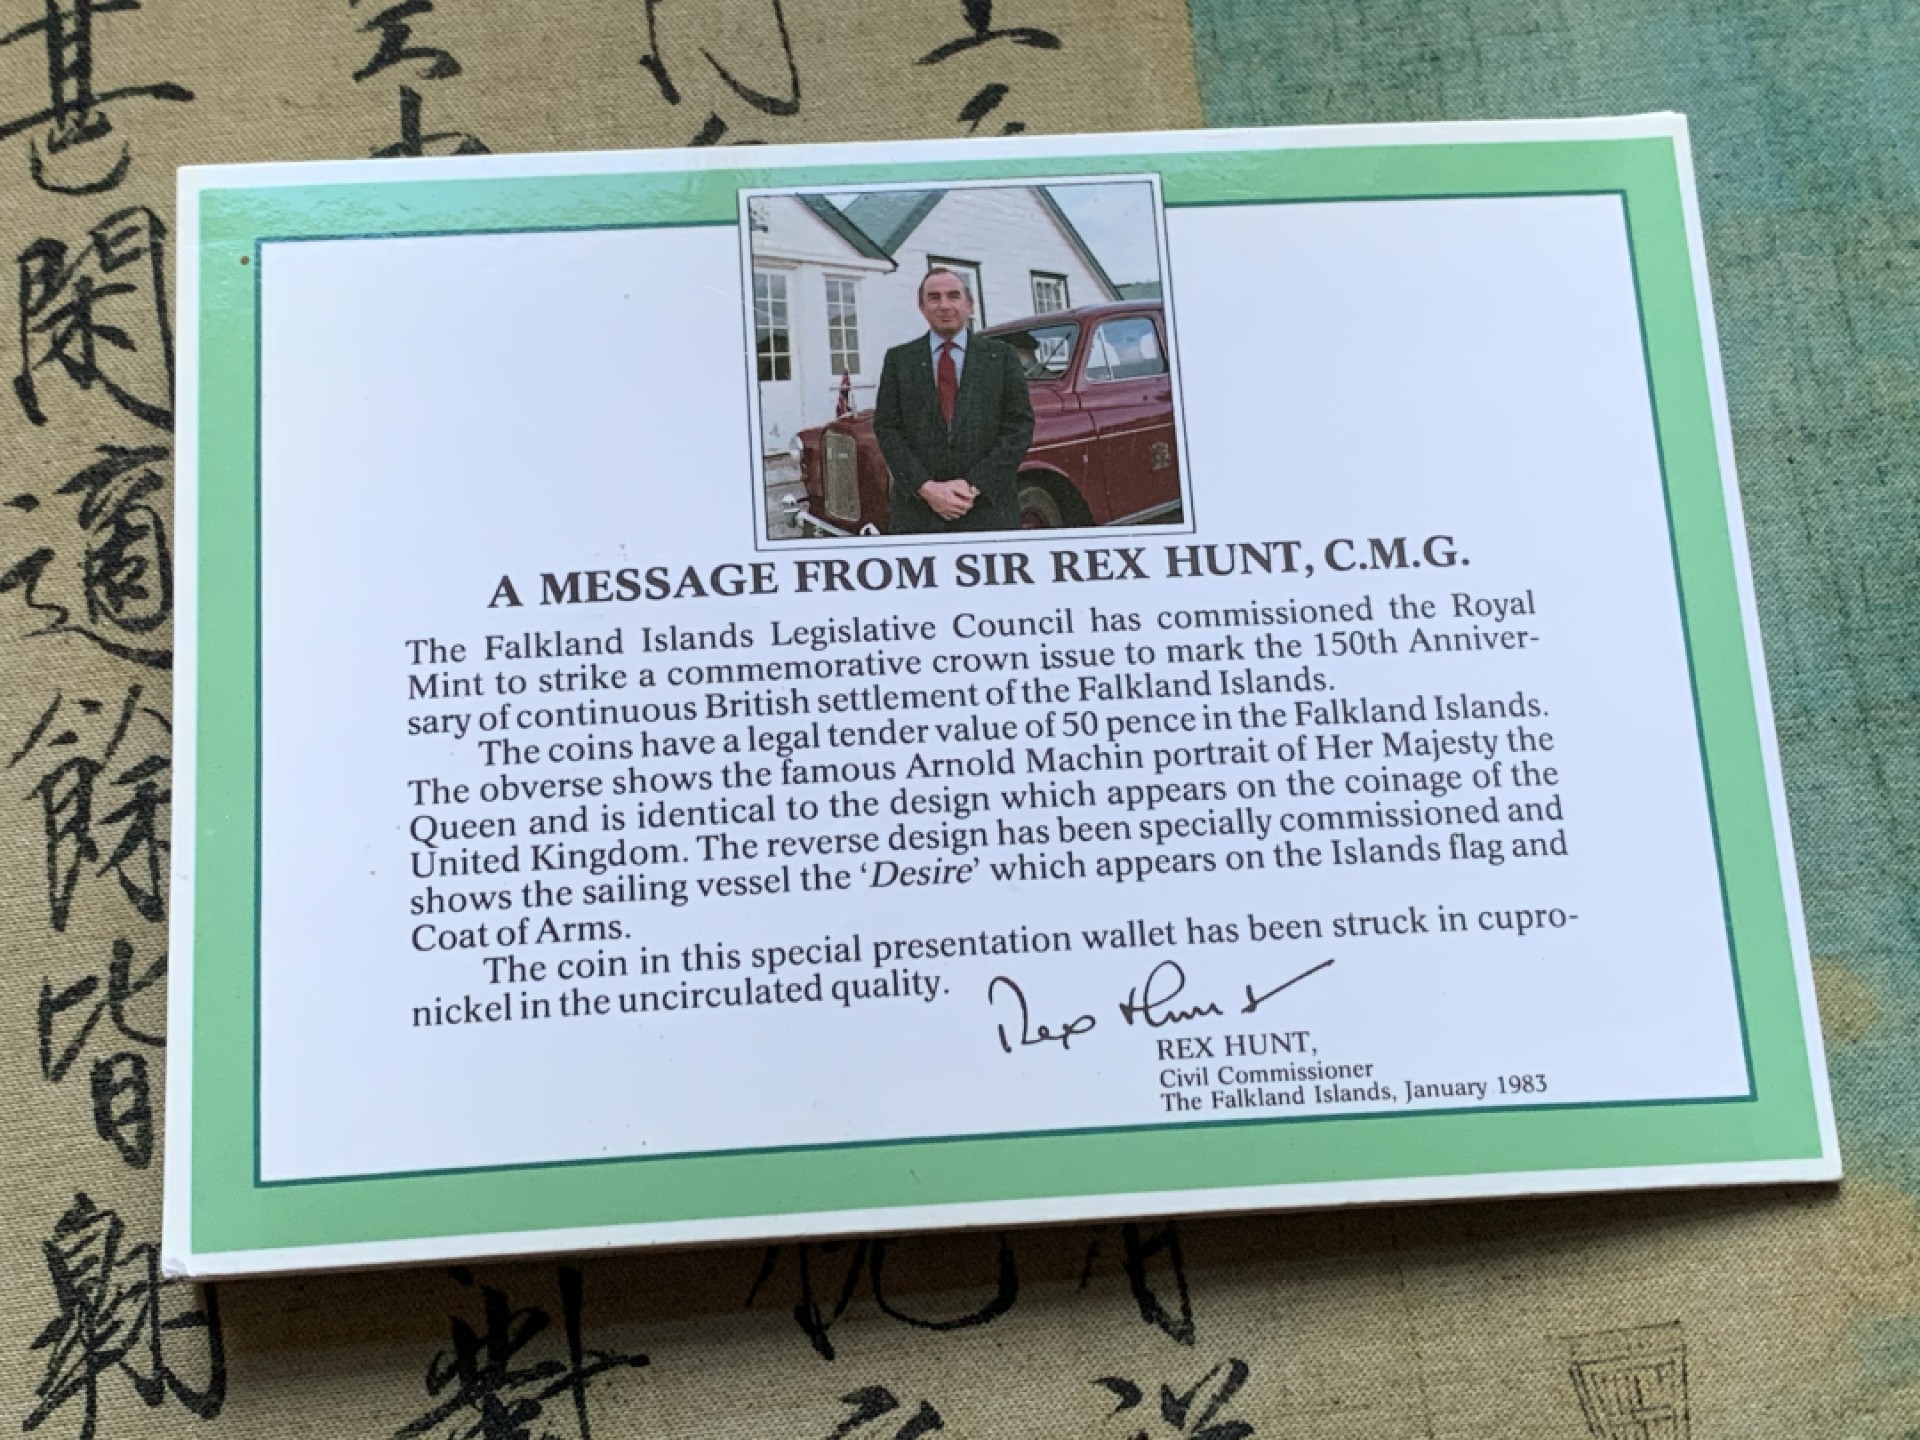 A MESSAGE FROM SIR REX HUNT, C.M.G.
The Falkland Islands Legislative Council has commissioned the Royal
Mint to strike a commemorative crown issue to mark the 150th Anniver-
sary of continuous British settlement of the Falkland Islands.
The coins have a legal tender value of 50 pence in the Falkland Islands.
The obverse shows the famous Arnold Machin portrait of Her Majesty the
Queen and is identical to the design which appears on the coinage of the
United Kingdom. The reverse design has been specially commissioned and
shows the sailing vessel the ‘Desire’ which appears on the Islands flag and
Coat of Arms.
The coin in this special presentation wallet has been struck in cupro-
nickel in the uncirculated quality.
Rex Hunt
REX HUNT,
Civil Commissioner
The Falkland Islands, January 1983
甚
閑
適
餘